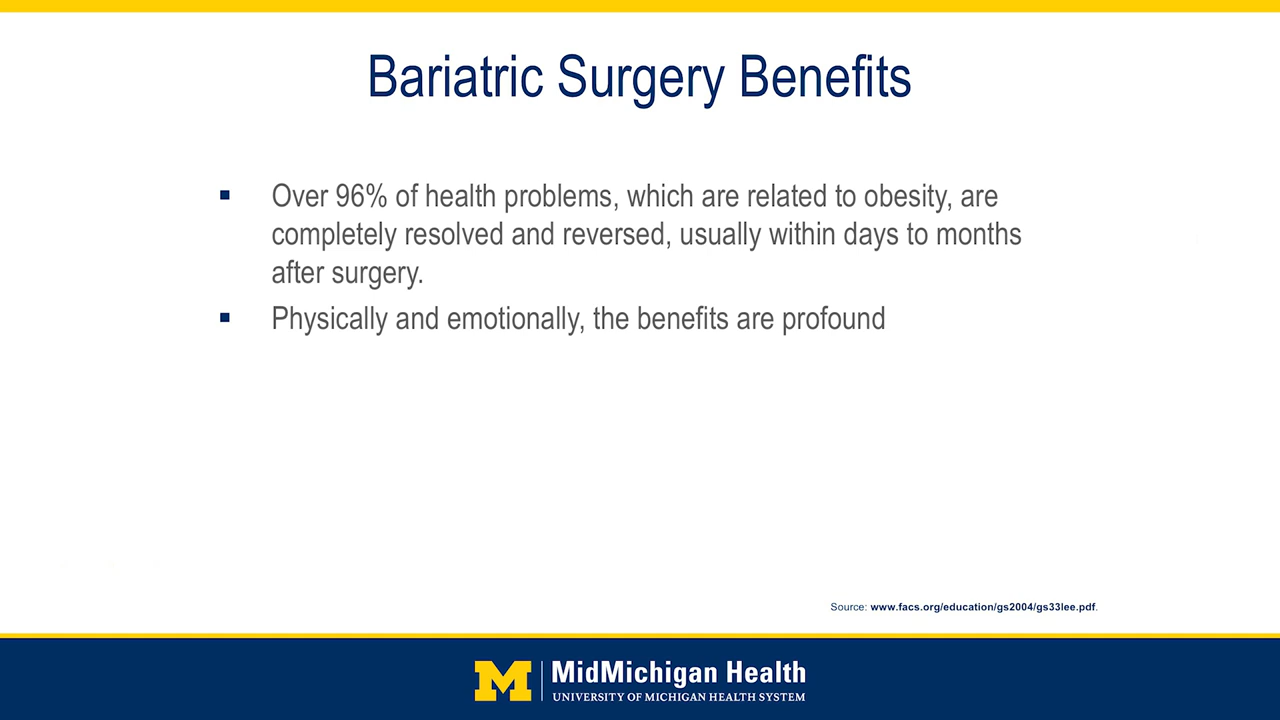 Bariatric Surgery Benefits
▪ Over 96% of health problems, which are related to obesity, are
completely resolved and reversed, usually within days to months
after surgery.
▪ Physically and emotionally, the benefits are profound
Source: www.facs.org/education/gs2004/gs33lee.pdf.
M MidMichigan Health
UNIVERSITY OF MICHIGAN HEALTH SYSTEM